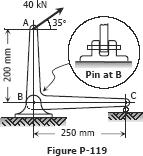 40 kN
A
35°
200 mm
Pin at B
B
C
250 mm
Figure P-119